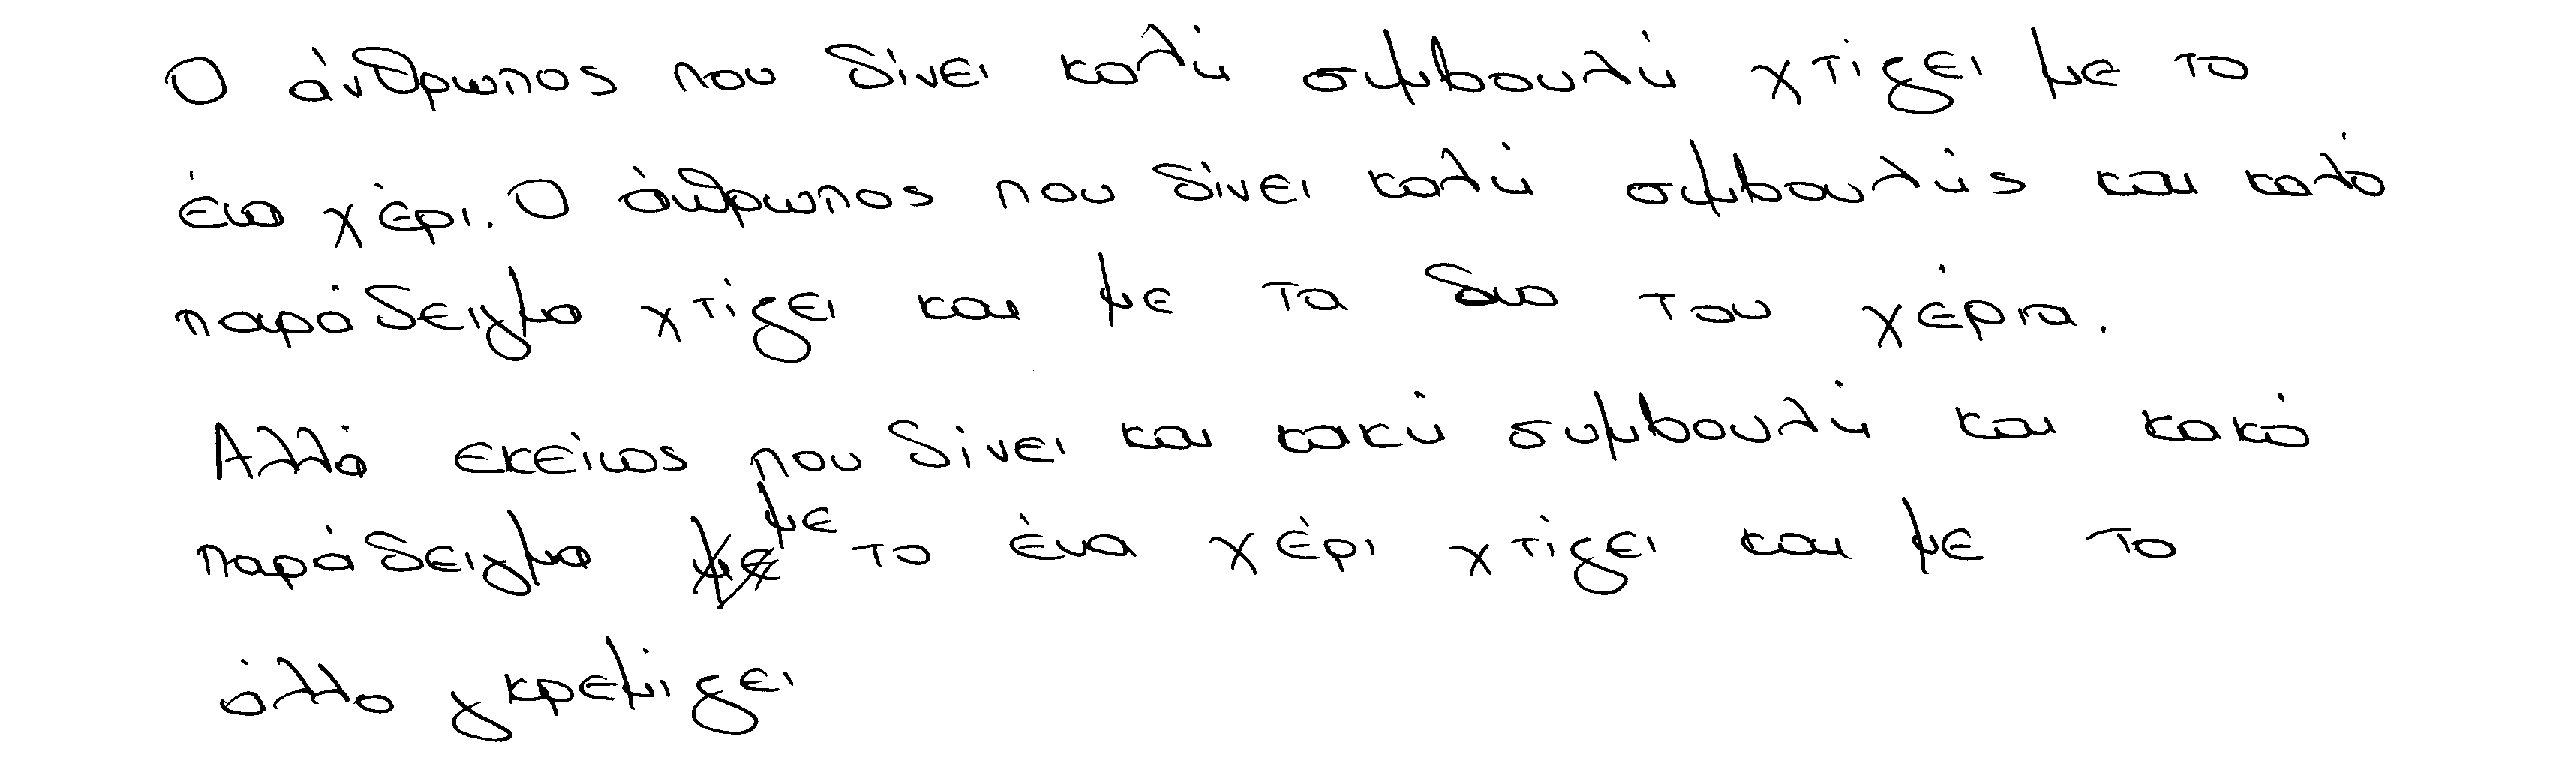 Ο άνθρωπος που δίνει καλή συμβουλή χτίζει με το
ένα χέρι. Ο άνθρωπος που δίνει καλή συμβουλής και καλό
παράδειγμα χτίζει και με τα δυο του χέρια.
Αλλά εκείνος που δίνει και κακή συμβουλή και κακό
παράδειγμα με το ένα χέρι χτίζει και με το
άλλο γκρεμίζει